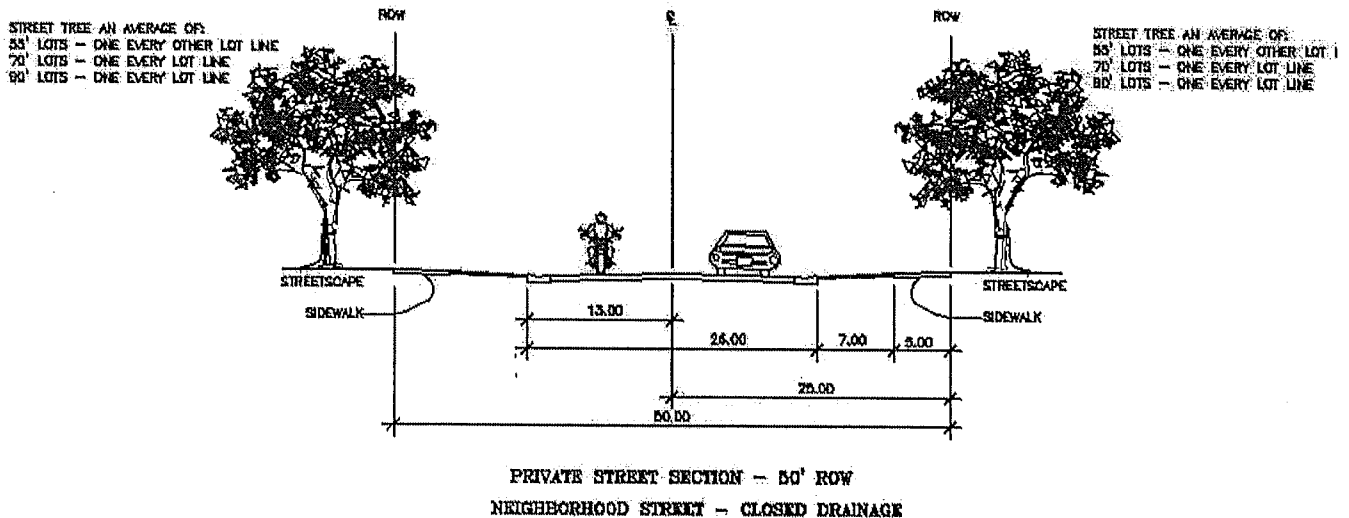 ROW
℄
ROW
STREET TREE AN AVERAGE OF:
55' LOTS - ONE EVERY OTHER LOT LINE
70' LOTS - ONE EVERY LOT LINE
90' LOTS - ONE EVERY LOT LINE
STREET TREE AN AVERAGE OF:
55' LOTS - ONE EVERY OTHER LOT
70' LOTS - ONE EVERY LOT LINE
LOTS - ONE EVERY LOT LINE
STREETSCAPE
STREETSCAPE
SIDEWALK
SIDEWALK
13.00
26.00
7.00
5.00
25.00
50.00
PRIVATE STREET SECTION - 50' ROW
NEIGHBORHOOD STREET - CLOSED DRAINAGE